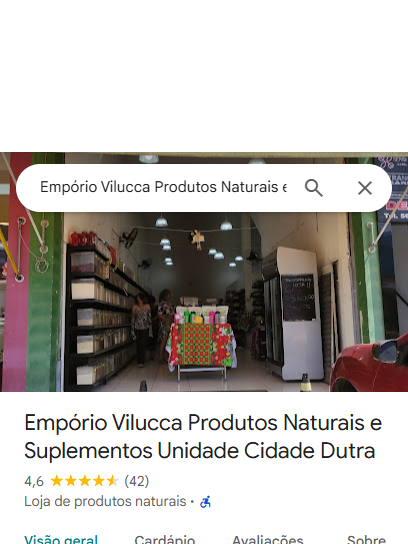 Empório Vilucca Produtos Naturais e
Empório Vilucca Produtos Naturais e
Suplementos Unidade Cidade Dutra
4,6 (42)
Loja de produtos naturais ·
Visão geral Cardápio Avaliações Sobre